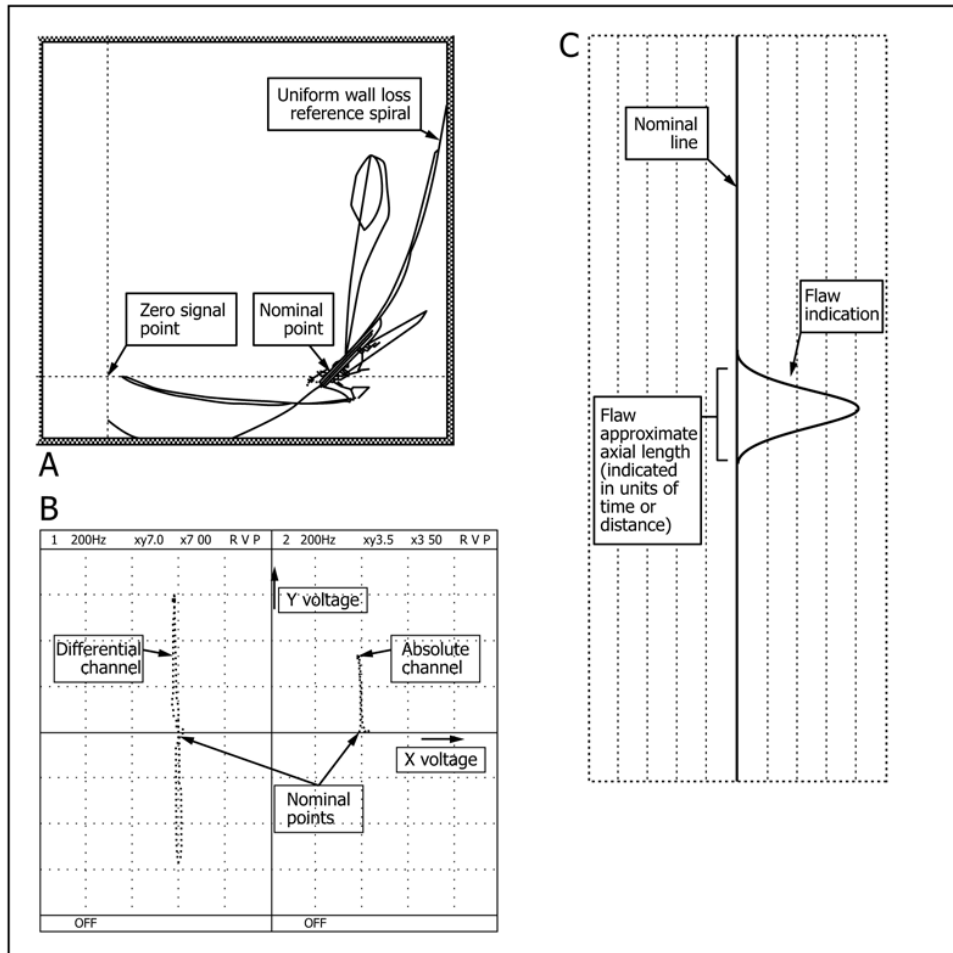 Uniform wall loss
reference spiral
Zero signal
point
Nominal
point
A
B
1 200Hz xy7.0 x7 00 R V P
2 200Hz xy3.5 x3 50 R V P
Y voltage
Differential
channel
Absolute
channel
X voltage
Nominal
points
OFF
OFF
C
Nominal
line
Flaw
indication
Flaw
approximate
axial length
(indicated
in units of
time or
distance)